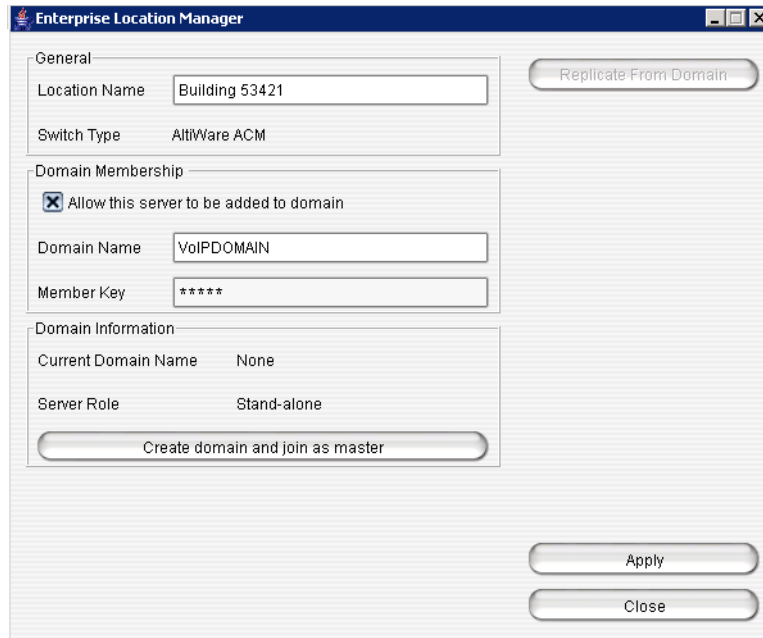 Enterprise Location Manager
General
Location Name Building 53421
Replicate From Domain
Switch Type AltiWare ACM
Domain Membership
Allow this server to be added to domain
Domain Name VoIPDOMAIN
Member Key *****
Domain Information
Current Domain Name None
Server Role Stand-alone
Create domain and join as master
Apply
Close